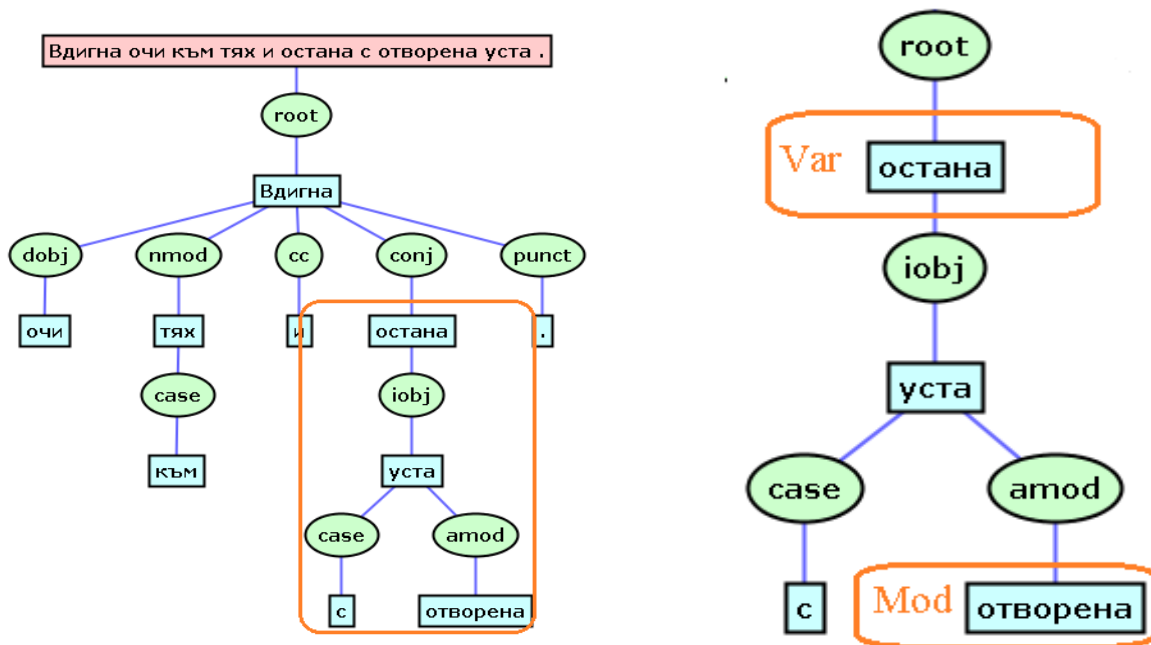 Вдигна очи към тях и остана с отворена уста .
root
Вдигна
dobj nmod cc conj punct
очи тях и остана .
case iobj
към уста
case amod
с отворена
root
Var остана
iobj
уста
case amod
с Mod отворена